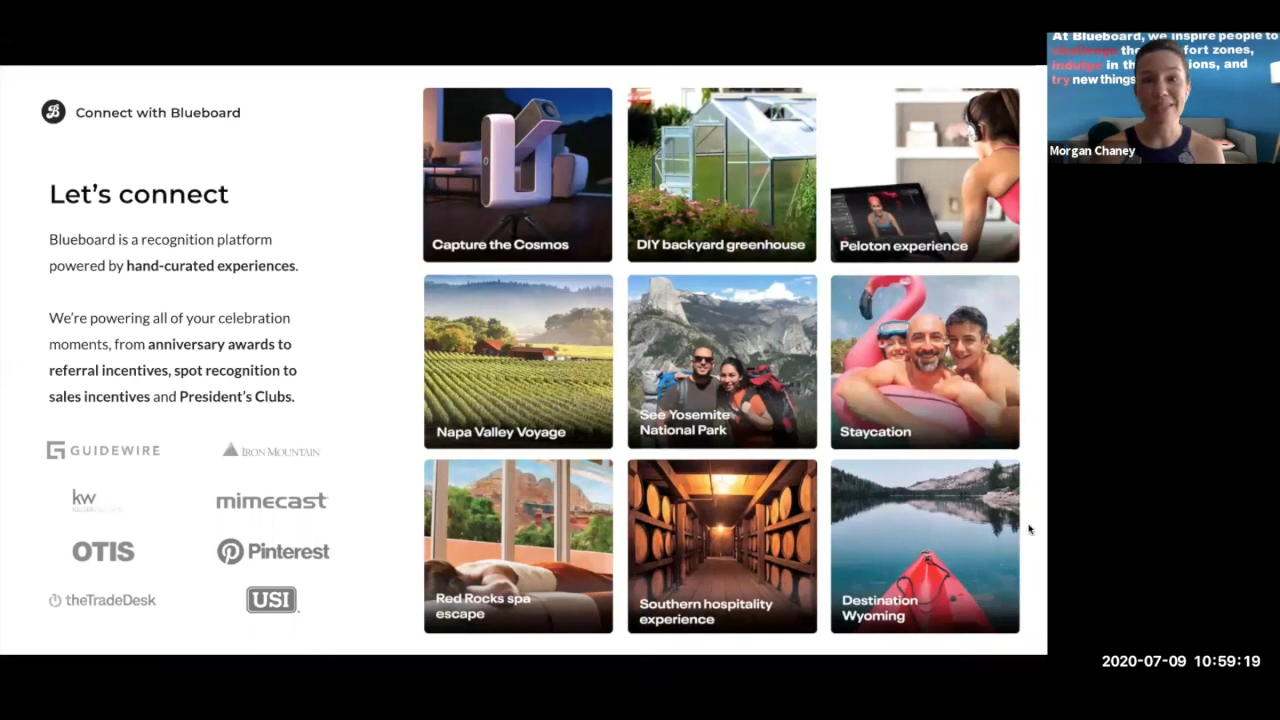 Connect with Blueboard
Let's connect
Blueboard is a recognition platform
powered by hand-curated experiences.
We're powering all of your celebration
moments, from anniversary awards to
referral incentives, spot recognition to
sales incentives and President's Clubs.
GUIDEWIRE
IRON MOUNTAIN
kw
mimecast
OTIS
Pinterest
theTradeDesk
USI
Capture the Cosmos
DIY backyard greenhouse
Peloton experience
Napa Valley Voyage
See Yosemite
National Park
Staycation
Red Rocks spa
escape
Southern hospitality
experience
Destination
Wyoming
At Blueboard, we inspire people to
challenge fort zones,
indulge in ions, and
try new things
Morgan Chaney
2020-07-09 10:59:19